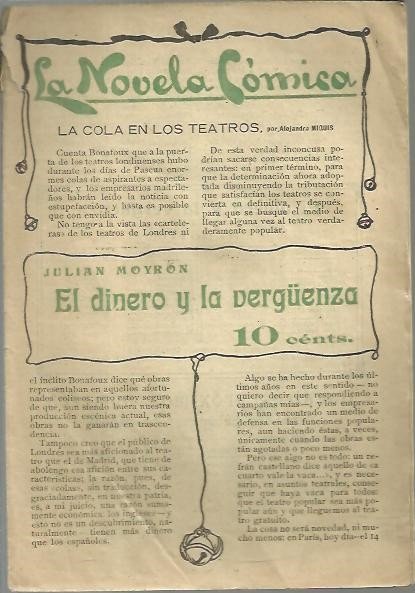 La Novela Cómica
LA COLA EN LOS TEATROS, por Alejandro MIQUIS
Cuenta Bonafoux que a la puer-
ta de los teatros londinenses hubo
durante los días de Pascua enor-
mes colas de aspirantes a especta-
dores, y los empresarios madrile-
ños habrán leído la noticia con
estupefacción, y hasta es posible
que con envidia.
No tengo a la vista las «cartele-
ras» de los teatros de Londres ni
De esta verdad inconcusa po-
drían sacarse consecuencias inte-
resantes: en primer término, para
que la determinación ahora adop-
tada disminuyendo la tributación
que satisfacían los teatros se con-
vierta en definitiva, y después,
para que se busque el medio de
llegar alguna vez al teatro verda-
deramente popular.
JULIAN MOYRÓN
El dinero y la vergüenza
10 cénts.
el ínclito Bonafoux dice qué obras
representaban en aquellos afortu-
nados coliseos; pero estoy seguro
de que, aun siendo buena nuestra
producción escénica actual, esas
obras no la ganarán en trascen-
dencia.
Tampoco creo que el público de
Londres sea más aficionado al tea-
tro que el de Madrid, que tiene de
abolengo esa afición entre sus ca-
racterísticas; la razón, pues, de
esas «colas», sin traducción, des-
graciadamente, en nuestra patria,
es, a mi juicio, una razón suma-
mente económica: los ingleses—y
esto no es un descubrimiento, na-
turalmente—tienen más dinero
que los españoles.
Algo se ha hecho durante los úl-
timos años en este sentido—no
quiero decir que respondiendo a
campañas mías—, y los empresa-
rios han encontrado un medio de
defensa en las funciones popula-
res, aun haciendo éstas, a veces,
únicamente cuando las obras es-
tán agotadas o poco menos.
Pero eso algo no es todo: un re-
frán castellano dice aquello de «a
cuarto vale la vaca...», y es nece-
sario, en asuntos teatrales, conse-
guir que haya vaca para todos:
que el teatro popular sea más po-
pular aún y que lleguemos al tea-
tro gratuito.
La cosa no será novedad, ni mu-
cho menos: en París, hoy día—el 14